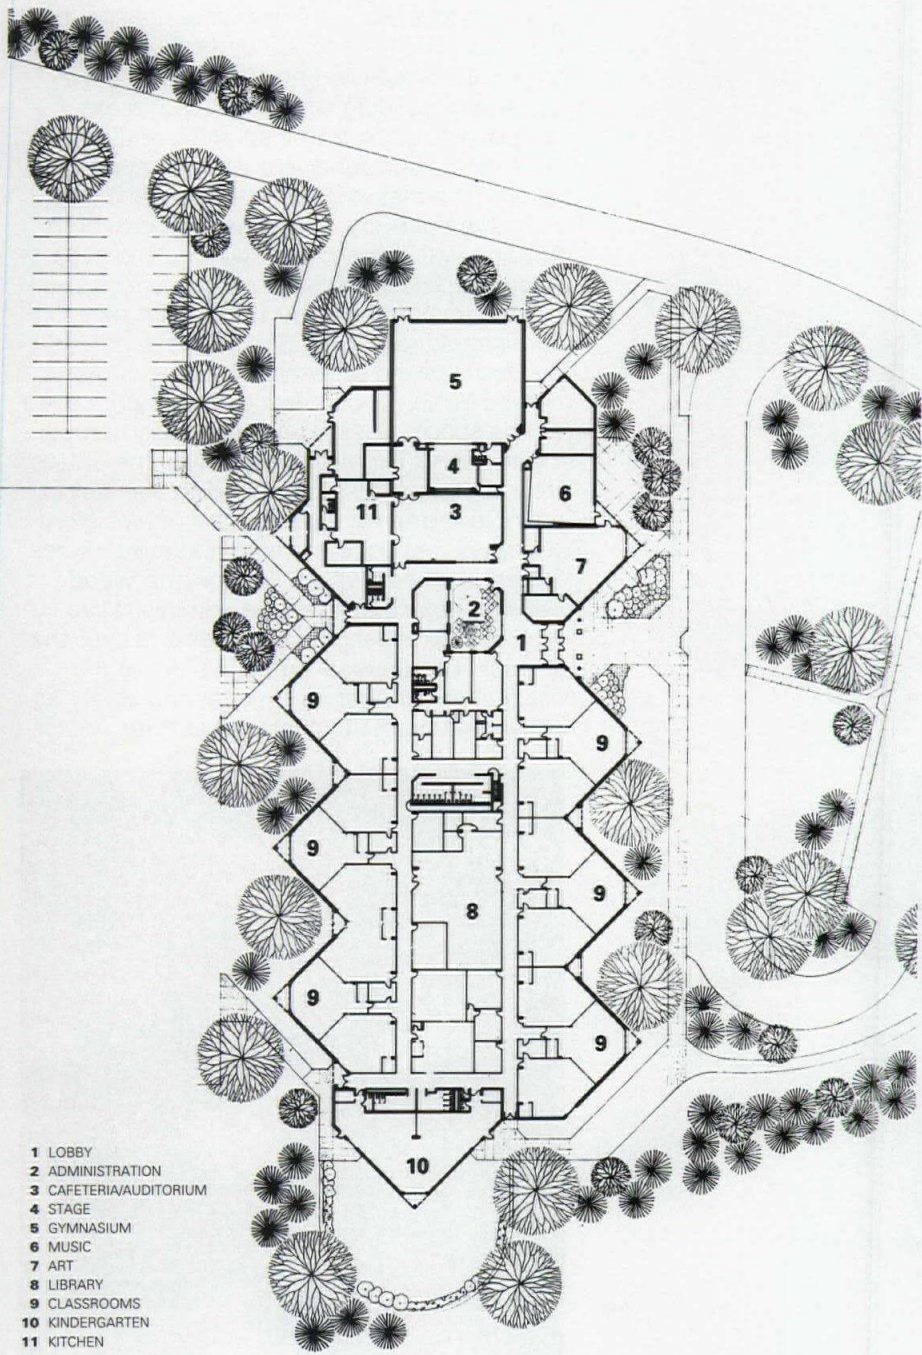 5
4
6
11
3
7
2
1
9
9
9
9
8
9
9
9
10
1 LOBBY
2 ADMINISTRATION
3 CAFETERIA/AUDITORIUM
4 STAGE
5 GYMNASIUM
6 MUSIC
7 ART
8 LIBRARY
9 CLASSROOMS
10 KINDERGARTEN
11 KITCHEN